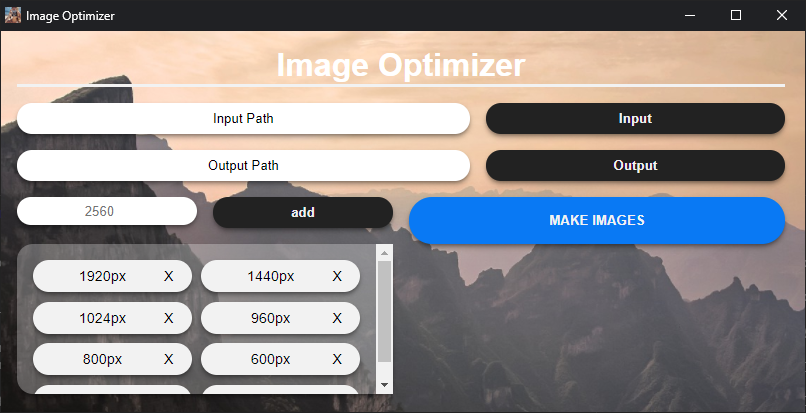 Image Optimizer
Image Optimizer
Input Path Input
Output Path Output
2560 add MAKE IMAGES
1920px X 1440px X
1024px X 960px X
800px X 600px X